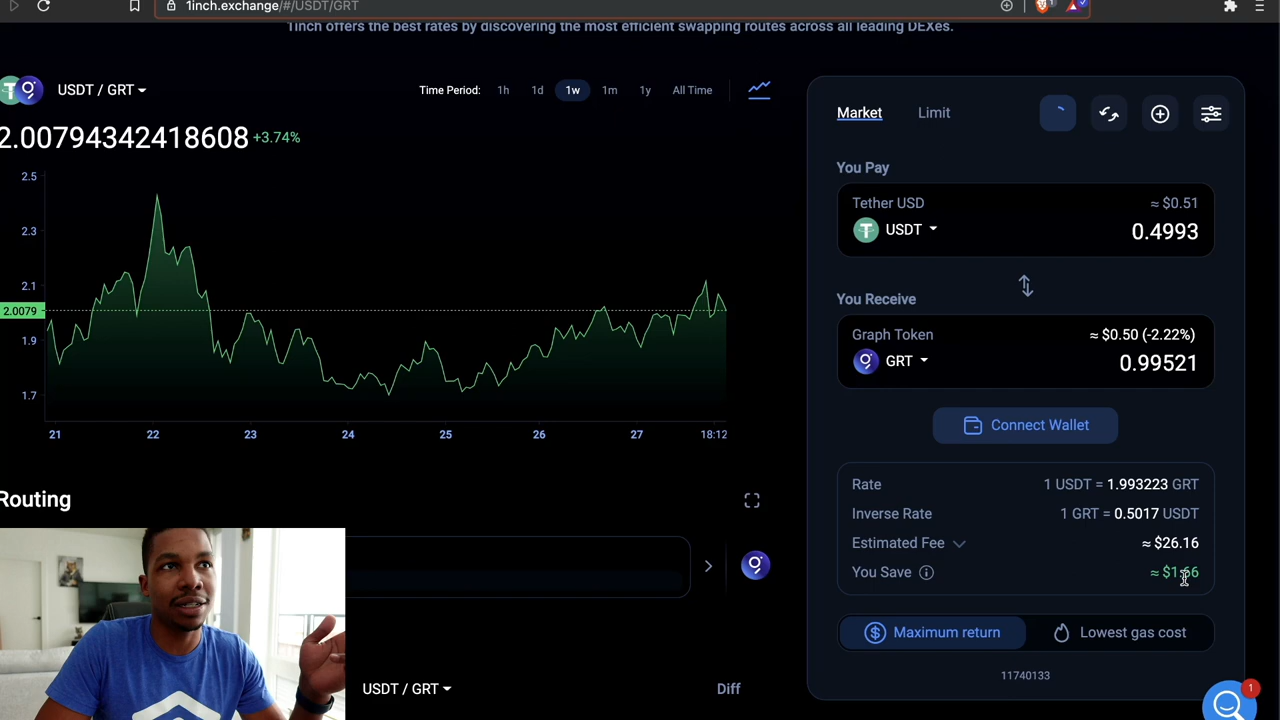 1inch.exchange/#/USDT/GRT
1inch offers the best rates by discovering the most efficient swapping routes across all leading DEXes.
USDT / GRT
Time Period: 1h 1d 1w 1m 1y All Time
2.00794342418608 +3.74%
2.5
2.3
2.1
2.0079
1.9
1.7
21 22 23 24 25 26 27 18:12
Routing
USDT / GRT Diff
Market Limit
You Pay
Tether USD ≈ $0.51
USDT 0.4993
You Receive
Graph Token ≈ $0.50 (-2.22%)
GRT 0.99521
Connect Wallet
Rate 1 USDT = 1.993223 GRT
Inverse Rate 1 GRT = 0.5017 USDT
Estimated Fee ≈ $26.16
You Save ≈ $1.66
Maximum return Lowest gas cost
11740133
1